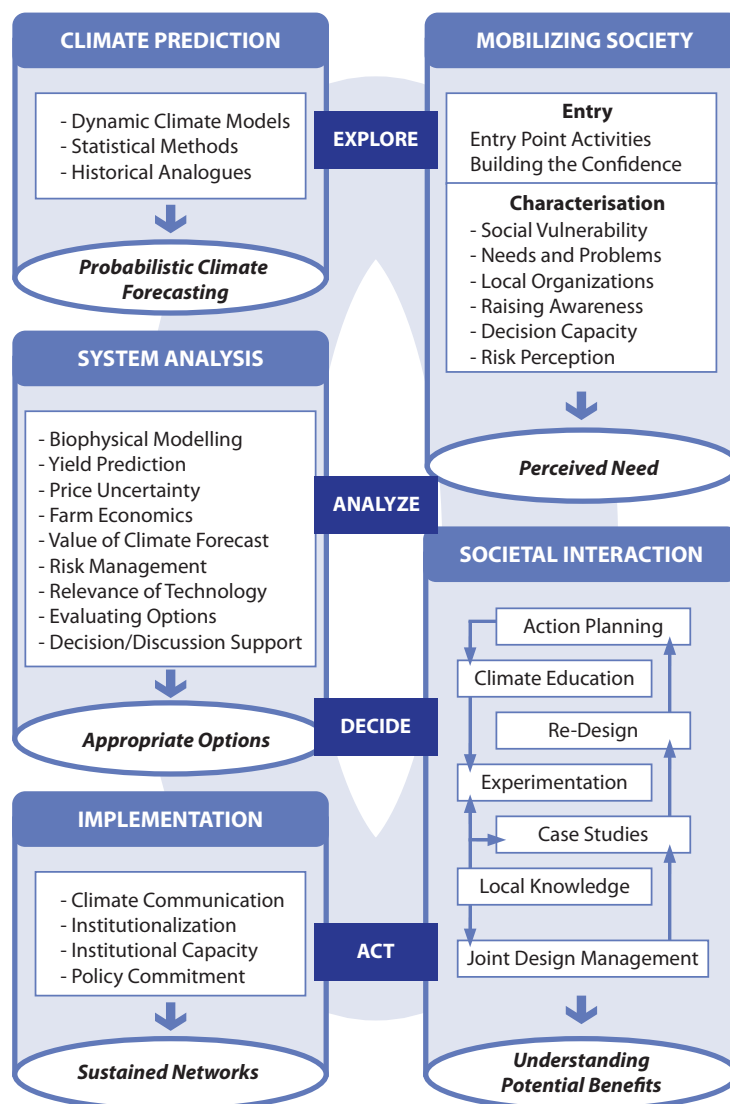 CLIMATE PREDICTION
- Dynamic Climate Models
- Statistical Methods
- Historical Analogues
Probabilistic Climate
Forecasting
EXPLORE
MOBILIZING SOCIETY
Entry
Entry Point Activities
Building the Confidence
Characterisation
- Social Vulnerability
- Needs and Problems
- Local Organizations
- Raising Awareness
- Decision Capacity
- Risk Perception
Perceived Need
SYSTEM ANALYSIS
- Biophysical Modelling
- Yield Prediction
- Price Uncertainty
- Farm Economics
- Value of Climate Forecast
- Risk Management
- Relevance of Technology
- Evaluating Options
- Decision/Discussion Support
Appropriate Options
ANALYZE
DECIDE
SOCIETAL INTERACTION
Action Planning
Climate Education
Re-Design
Experimentation
Case Studies
Local Knowledge
Joint Design Management
Understanding
Potential Benefits
IMPLEMENTATION
- Climate Communication
- Institutionalization
- Institutional Capacity
- Policy Commitment
Sustained Networks
ACT